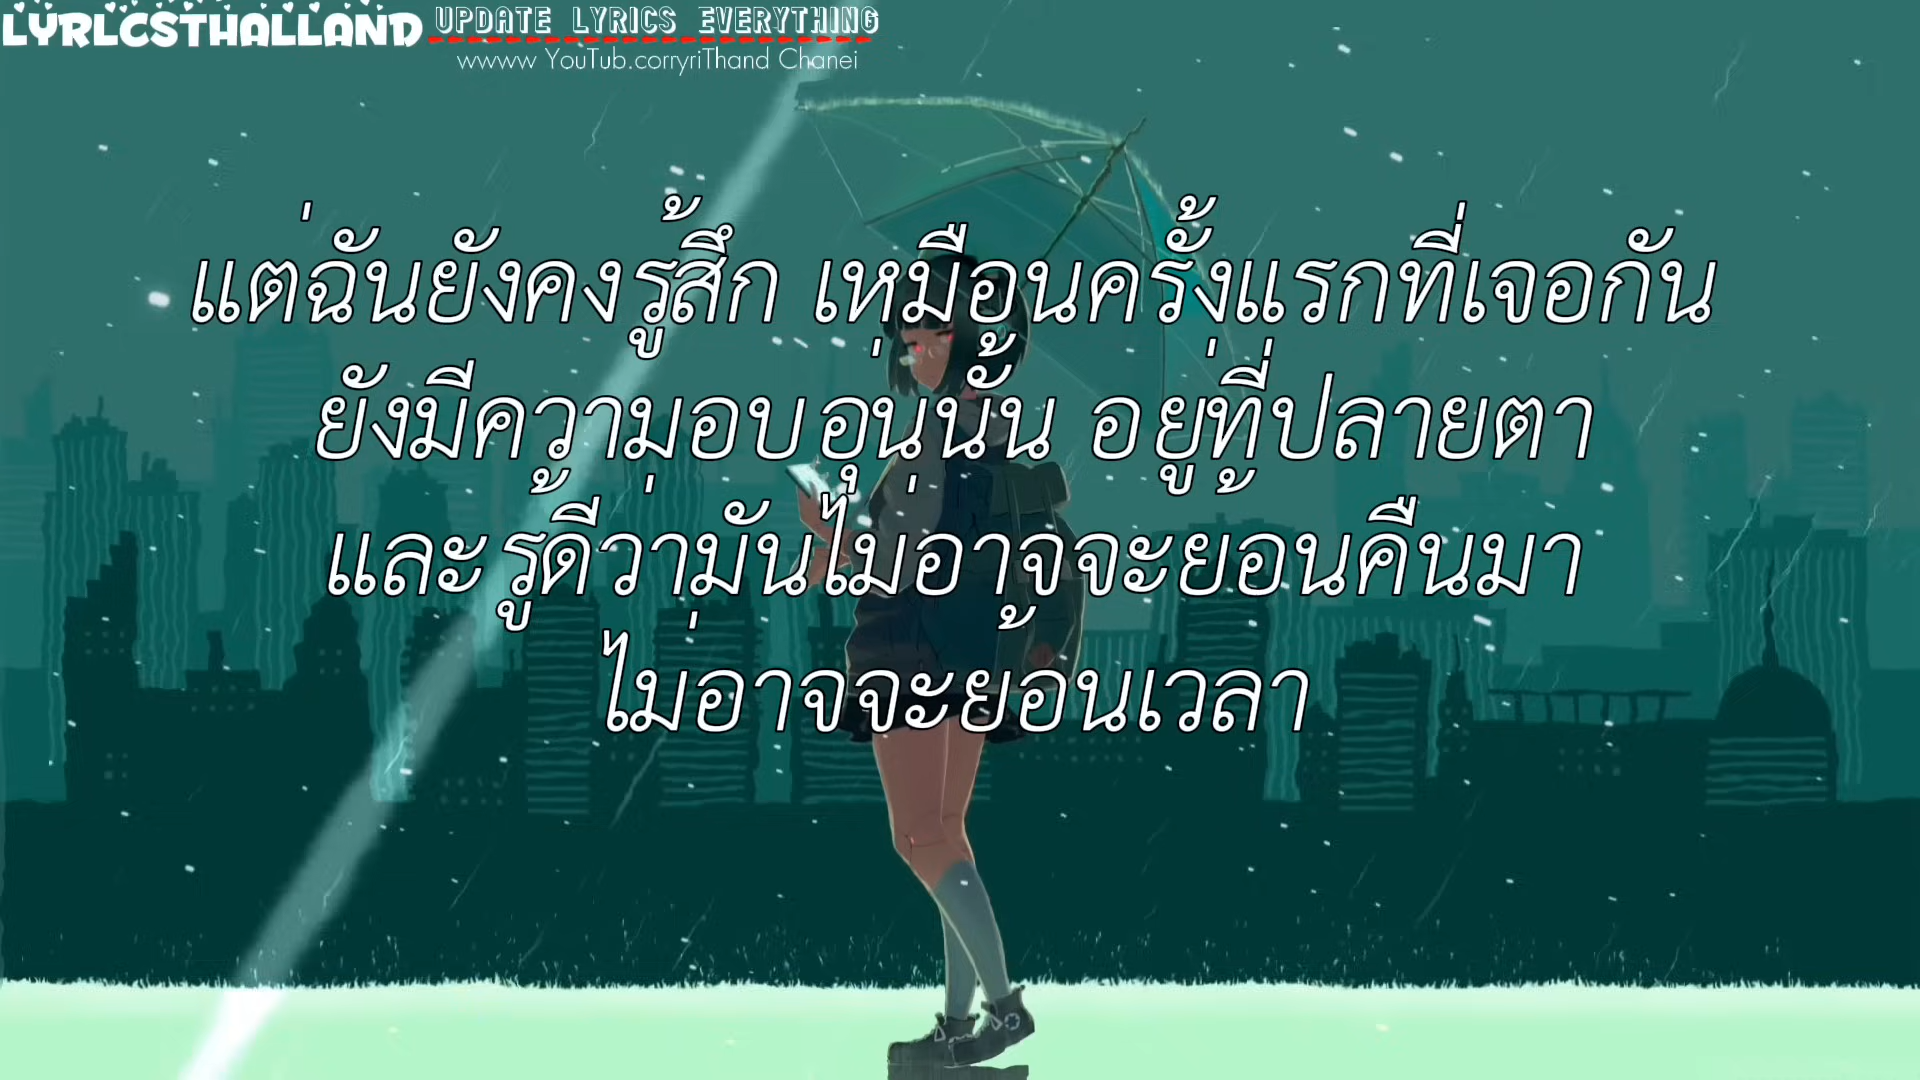 LYRLCSTHALLAND
UPDATE LYRICS EVERYTHING
wwww YouTub.corryriThand Chanei
แต่ฉันยังคงรู้สึก เหมือนครั้งแรกที่เจอกัน
ยังมีความอบอุ่นนั้น อยู่ที่ปลายตา
และรู้ดีว่ามันไม่อาจจะย้อนคืนมา
ไม่อาจจะย้อนเวลา